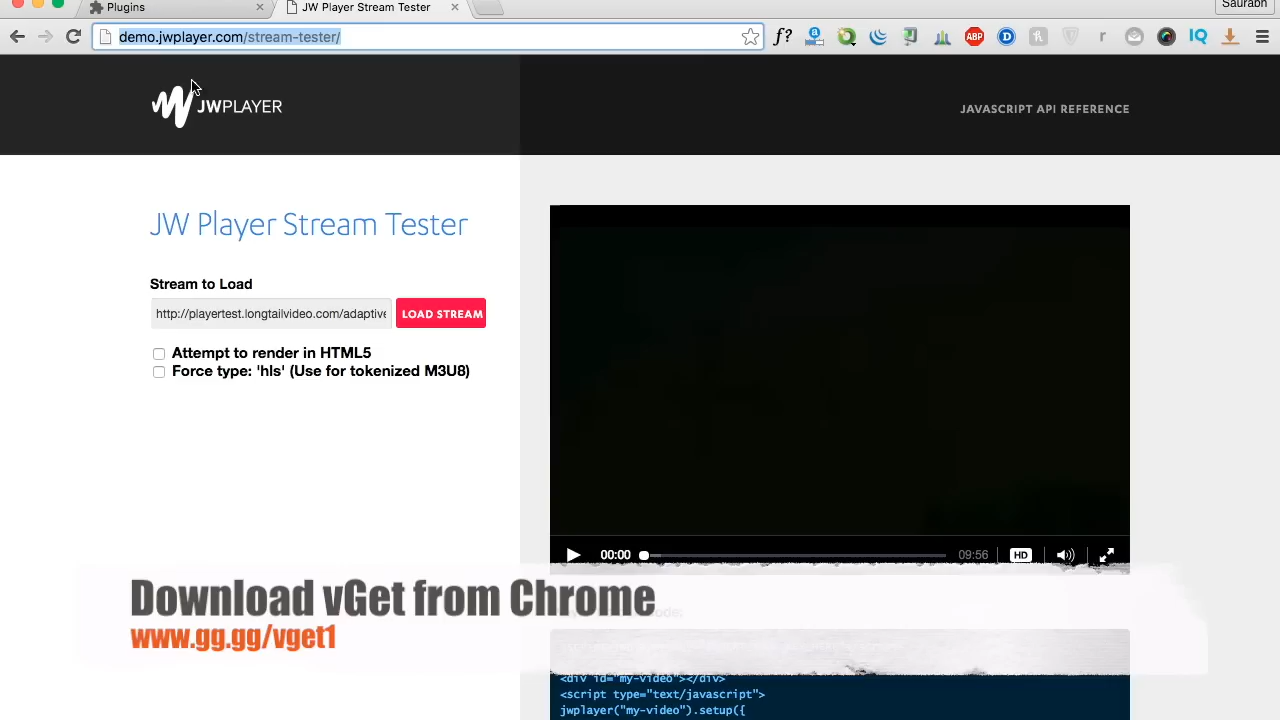 Plugins
JW Player Stream Tester
Saurabh
demo.jwplayer.com/stream-tester/
f?
a
ABP
D
r
IQ
JWPLAYER
JAVASCRIPT API REFERENCE
JW Player Stream Tester
Stream to Load
http://playertest.longtailvideo.com/adaptive
LOAD STREAM
Attempt to render in HTML5
Force type: 'hls' (Use for tokenized M3U8)
00:00
09:56
HD
Download vGet from Chrome
www.gg.gg/vget1
<div id="my-video"></div>
<script type="text/javascript">
jwplayer("my-video").setup({